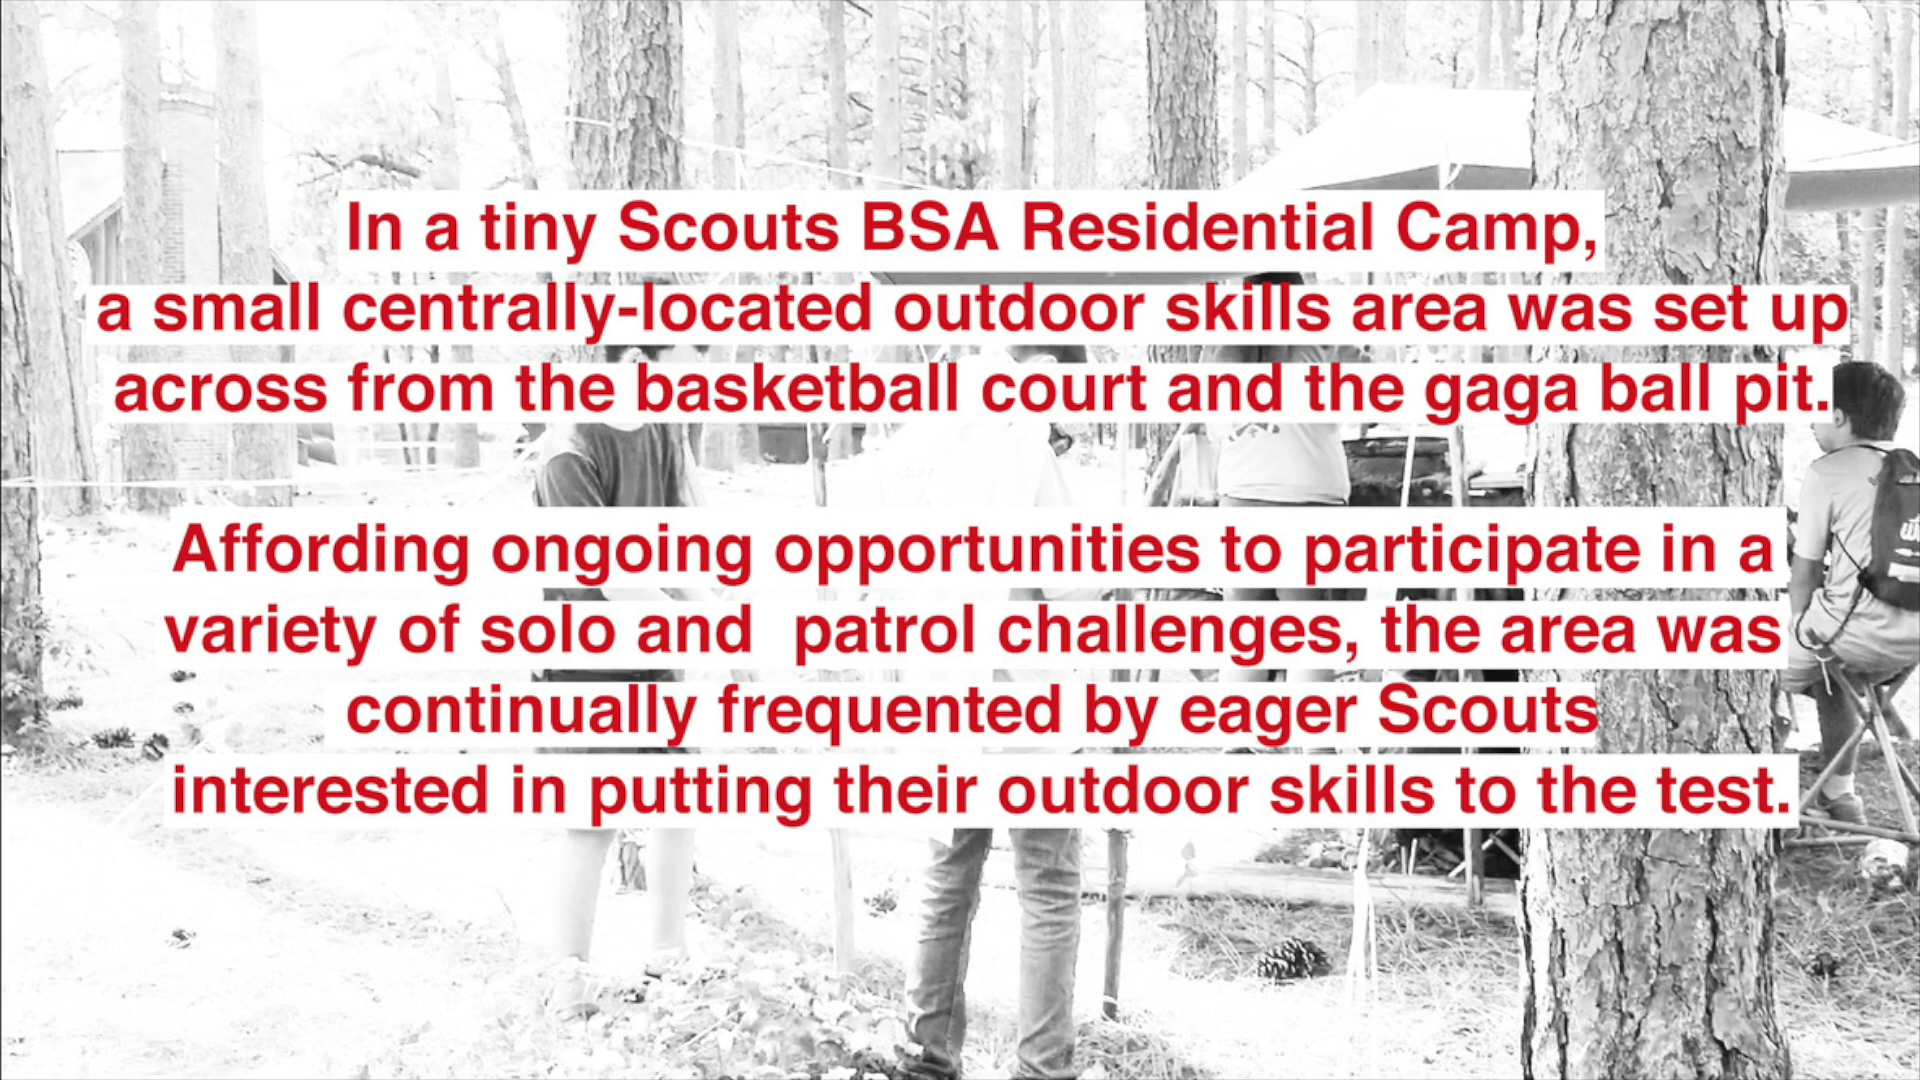 In a tiny Scouts BSA Residential Camp,
a small centrally-located outdoor skills area was set up
across from the basketball court and the gaga ball pit.
Affording ongoing opportunities to participate in a
variety of solo and  patrol challenges, the area was
continually frequented by eager Scouts
interested in putting their outdoor skills to the test.